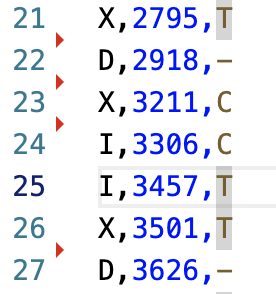 21 X,2795,T
22 D,2918,-
23 X,3211,C
24 I,3306,C
25 I,3457,T
26 X,3501,T
27 D,3626,-